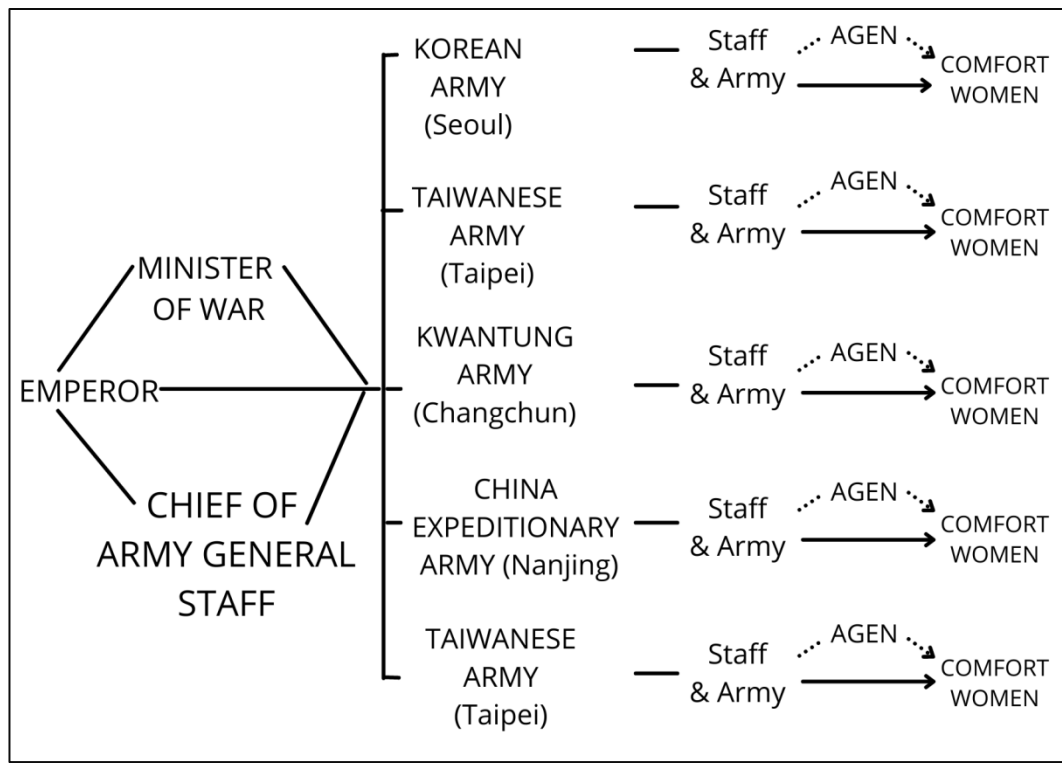 EMPEROR
MINISTER
OF WAR
CHIEF OF
ARMY GENERAL
STAFF
KOREAN
ARMY
(Seoul)
Staff
& Army
AGEN
COMFORT
WOMEN
TAIWANESE
ARMY
(Taipei)
Staff
& Army
AGEN
COMFORT
WOMEN
KWANTUNG
ARMY
(Changchun)
Staff
& Army
AGEN
COMFORT
WOMEN
CHINA
EXPEDITIONARY
ARMY (Nanjing)
Staff
& Army
AGEN
COMFORT
WOMEN
TAIWANESE
ARMY
(Taipei)
Staff
& Army
AGEN
COMFORT
WOMEN